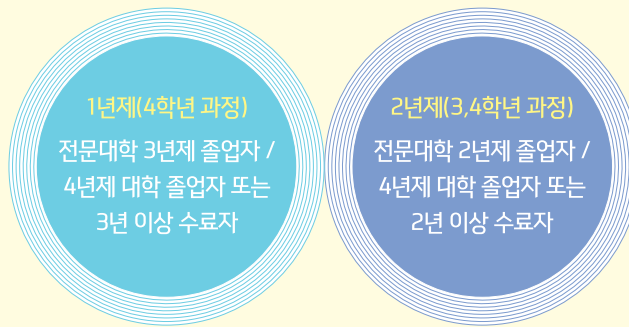 1년제(4학년 과정)
전문대학 3년제 졸업자 /
4년제 대학 졸업자 또는
3년 이상 수료자
2년제(3,4학년 과정)
전문대학 2년제 졸업자 /
4년제 대학 졸업자 또는
2년 이상 수료자